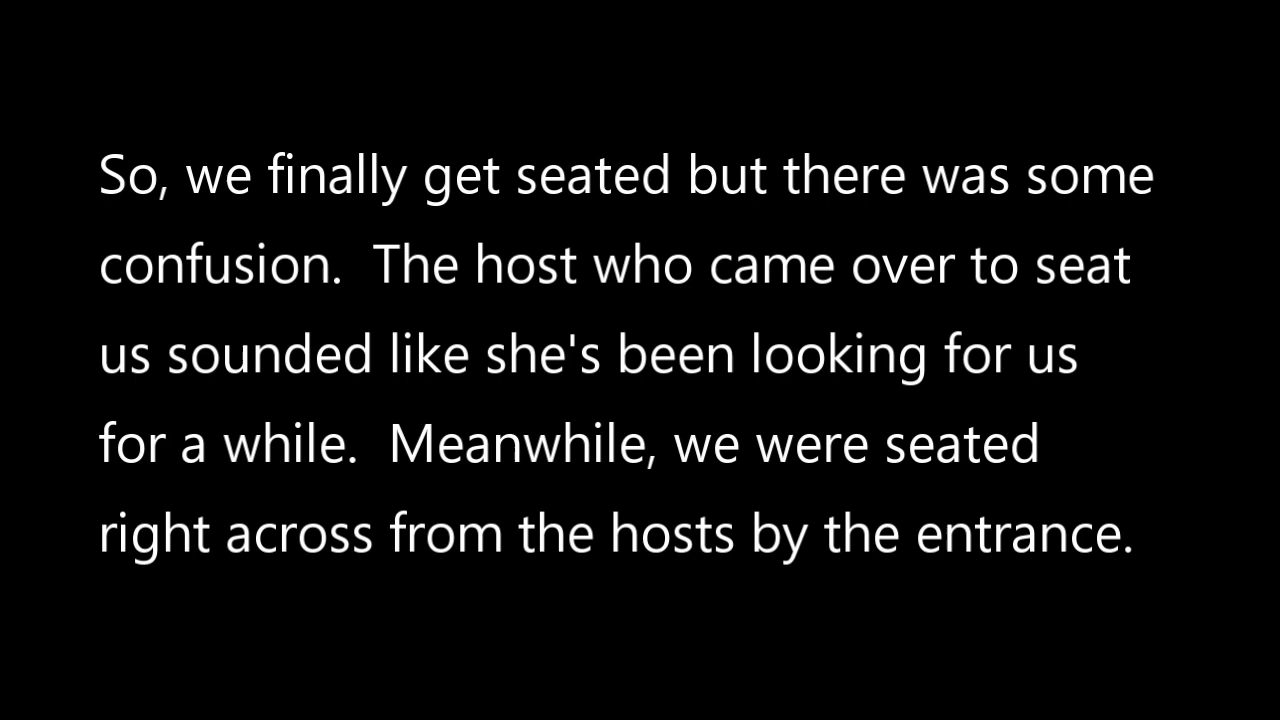 So, we finally get seated but there was some
confusion.  The host who came over to seat
us sounded like she's been looking for us
for a while.  Meanwhile, we were seated
right across from the hosts by the entrance.